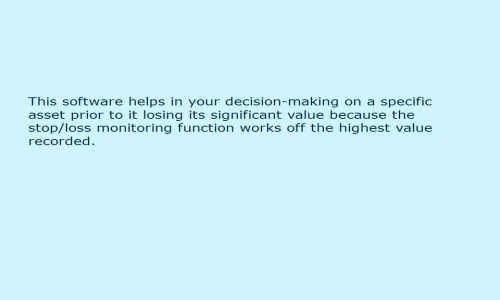 This software helps in your decision-making on a specific
asset prior to it losing its significant value because the
stop/loss monitoring function works off the highest value
recorded.